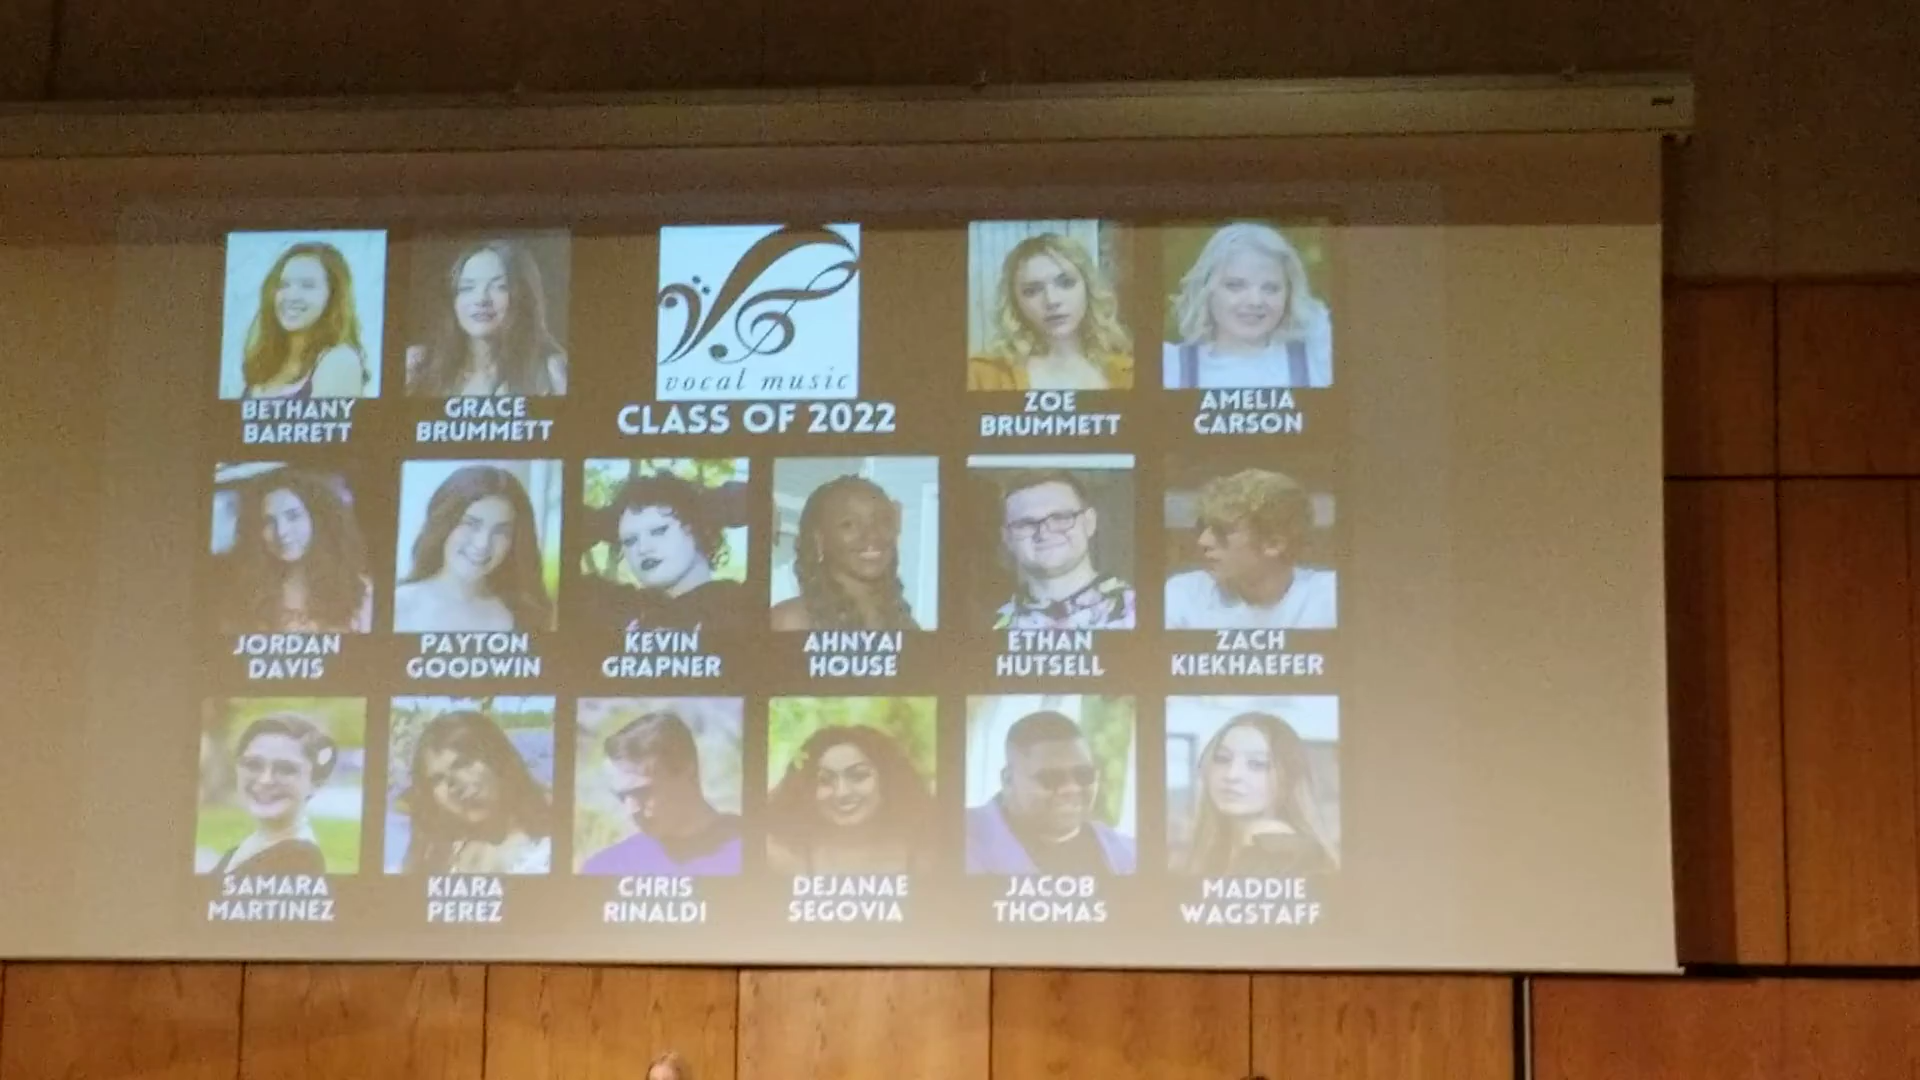 vocal music
CLASS OF 2022
BETHANY
BARRETT
GRACE
BRUMMETT
ZOE
BRUMMETT
AMELIA
CARSON
JORDAN
DAVIS
PAYTON
GOODWIN
KEVIN
GRAPNER
AHNYAI
HOUSE
ETHAN
HUTSELL
ZACH
KIEKHAEFER
SAMARA
MARTINEZ
KIARA
PEREZ
CHRIS
RINALDI
DEJANAE
SEGOVIA
JACOB
THOMAS
MADDIE
WAGSTAFF